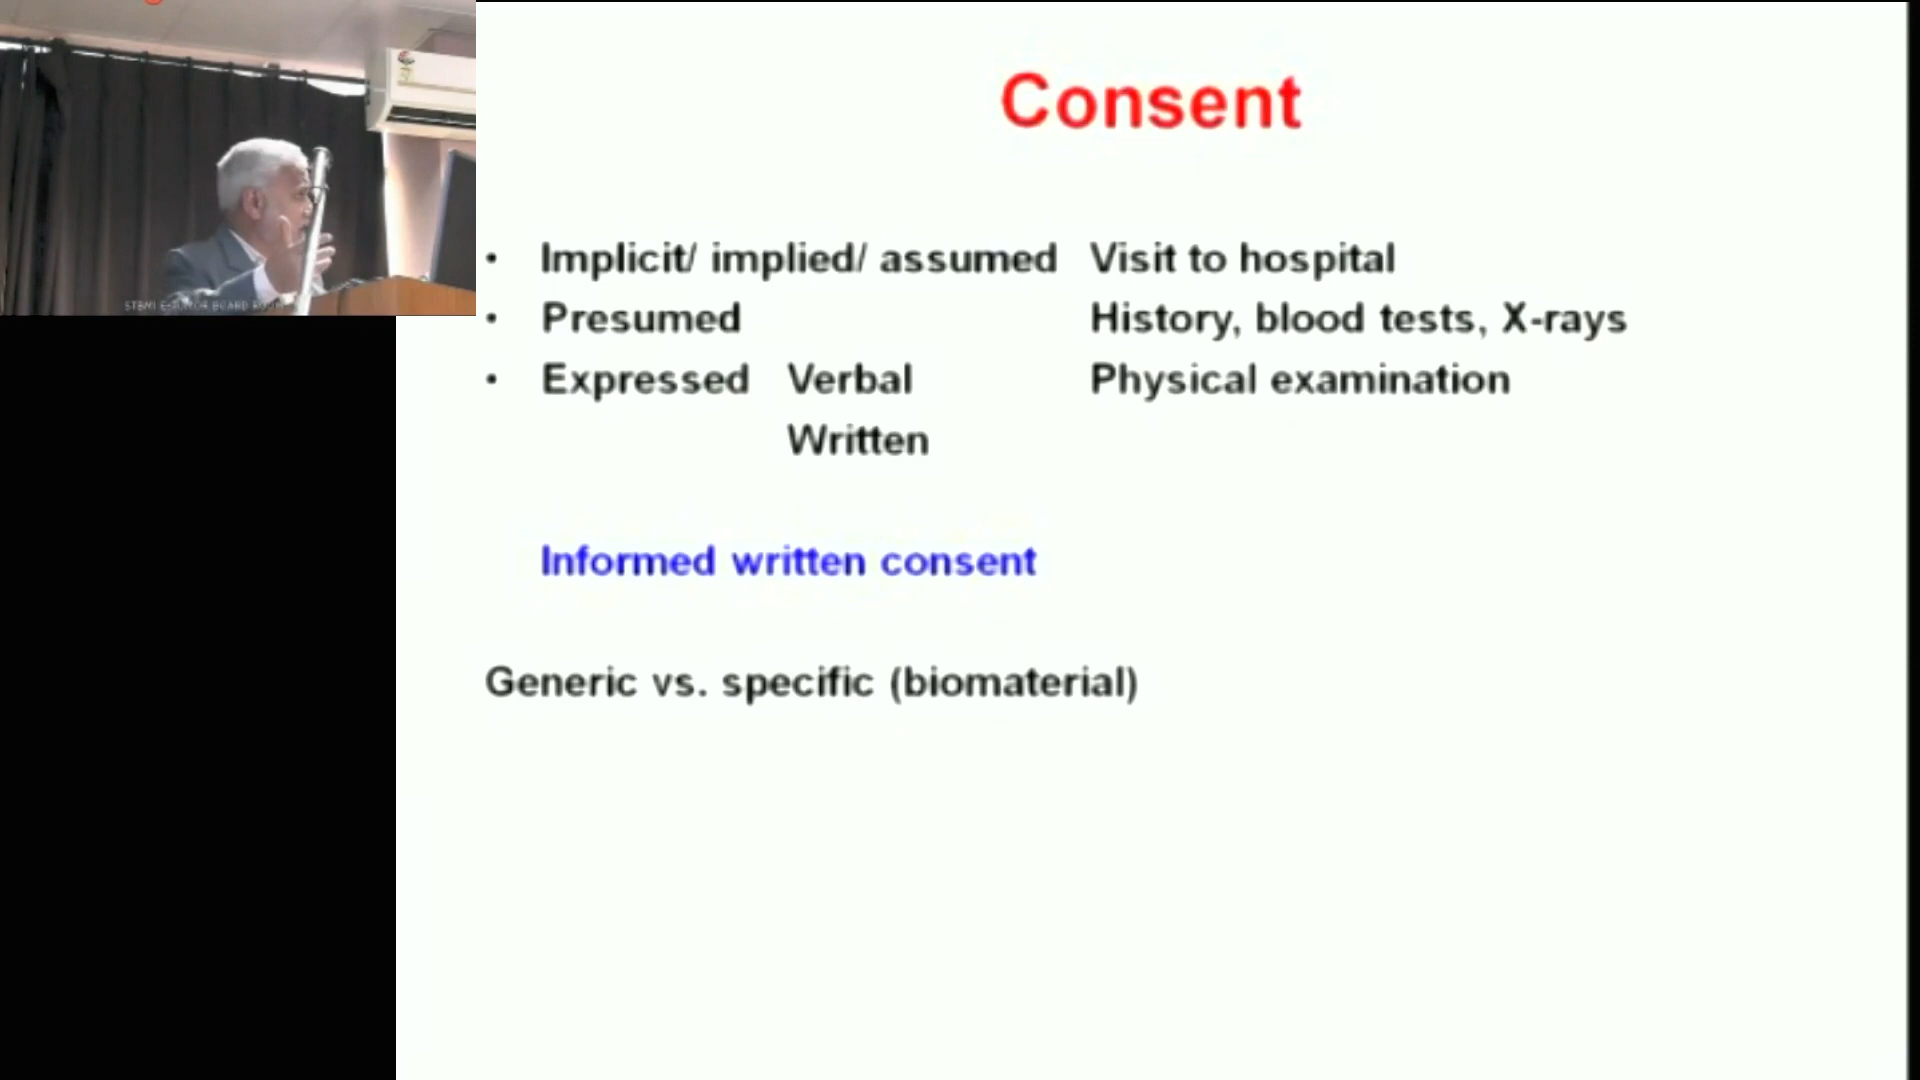 Consent
• Implicit/ implied/ assumed Visit to hospital
• Presumed History, blood tests, X-rays
• Expressed Verbal Physical examination
Written
Informed written consent
Generic vs. specific (biomaterial)